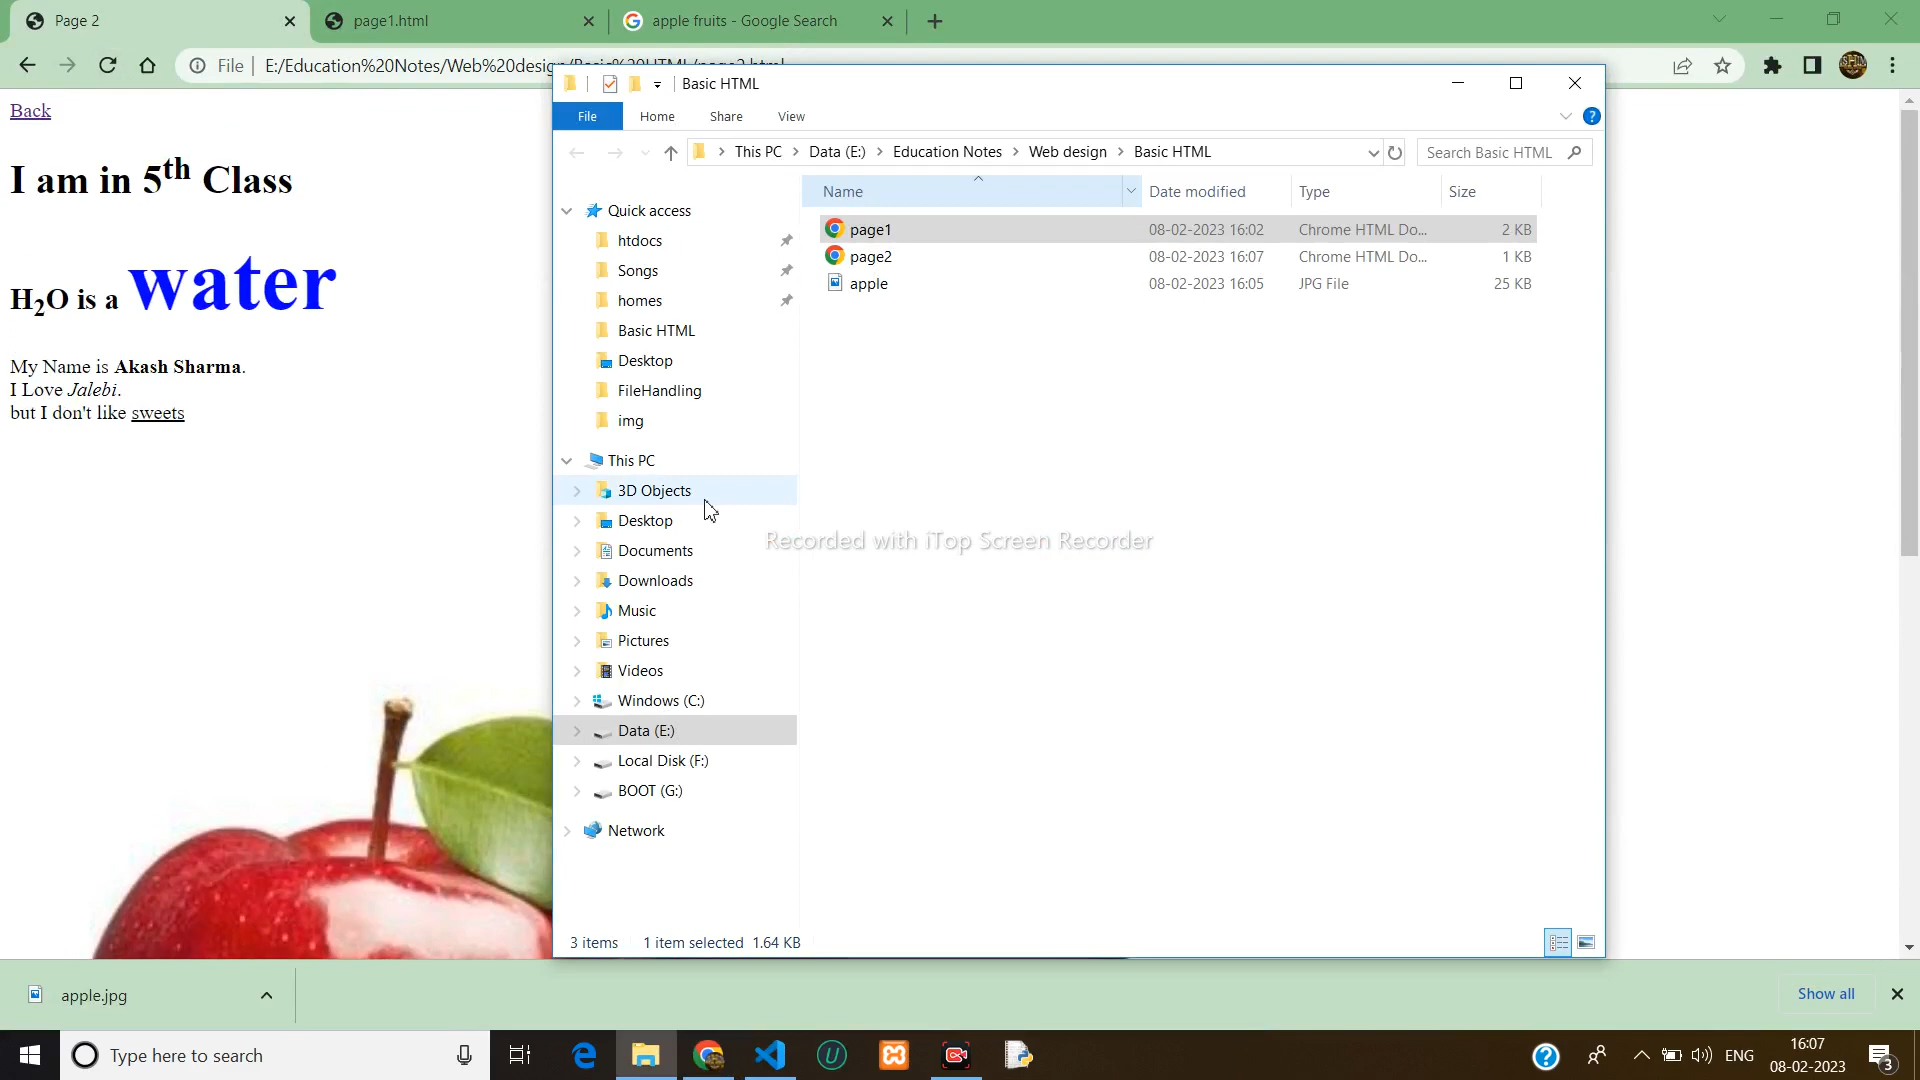 Page 2
page1.html
apple fruits - Google Search
File
E:/Education%20Notes/Web%20design/Basic%20HTML/page2.html
Back
I am in 5th Class
H2O is a water
My Name is Akash Sharma.
I Love Jalebi.
but I don't like sweets
Basic HTML
File
Home
Share
View
This PC > Data (E:) > Education Notes > Web design > Basic HTML
Search Basic HTML
Name
Date modified
Type
Size
page1 08-02-2023 16:02 Chrome HTML Do... 2 KB
page2 08-02-2023 16:07 Chrome HTML Do... 1 KB
apple 08-02-2023 16:05 JPG File 25 KB
Quick access
htdocs
Songs
homes
Basic HTML
Desktop
FileHandling
img
This PC
3D Objects
Desktop
Documents
Downloads
Music
Pictures
Videos
Windows (C:)
Data (E:)
Local Disk (F:)
BOOT (G:)
Network
Recorded with iTop Screen Recorder
3 items
1 item selected 1.64 KB
apple.jpg
Show all
Type here to search
ENG
16:07
08-02-2023
3